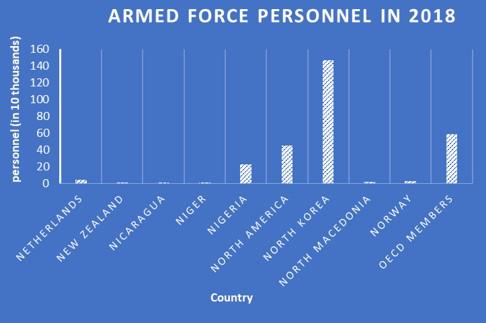 ARMED FORCE PERSONNEL IN 2018
personnel (in 10 thousands)
160
140
120
100
80
60
40
20
0
NETHERLANDS
NEW ZEALAND
NICARAGUA
NIGER
NIGERIA
NORTH AMERICA
NORTH KOREA
NORTH MACEDONIA
NORWAY
OECD MEMBERS
Country